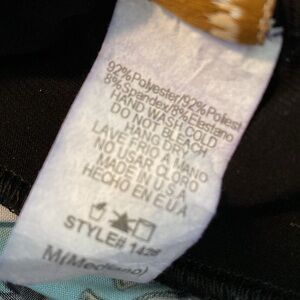 92%Polyester/92%Poliest
8%Spandex/8%Elastano
HAND WASH COLD
DO NOT BLEACH
HANG DRY
LAVE FRIO A MANO
NO USAR CLORO
MADE IN U.S.A
HECHO EN E.U.A
STYLE# 1428
M(Mediano)